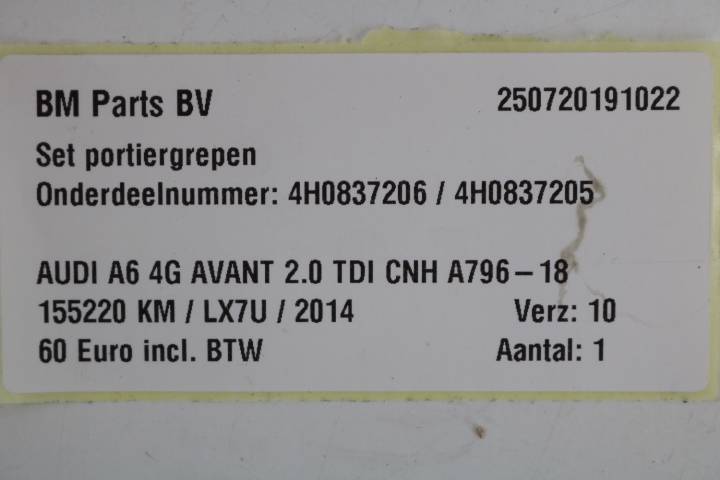 BM Parts BV 250720191022
Set portiergrepen
Onderdeelnummer: 4H0837206 / 4H0837205
AUDI A6 4G AVANT 2.0 TDI CNH A796-18
155220 KM / LX7U / 2014 Verz: 10
60 Euro incl. BTW Aantal: 1